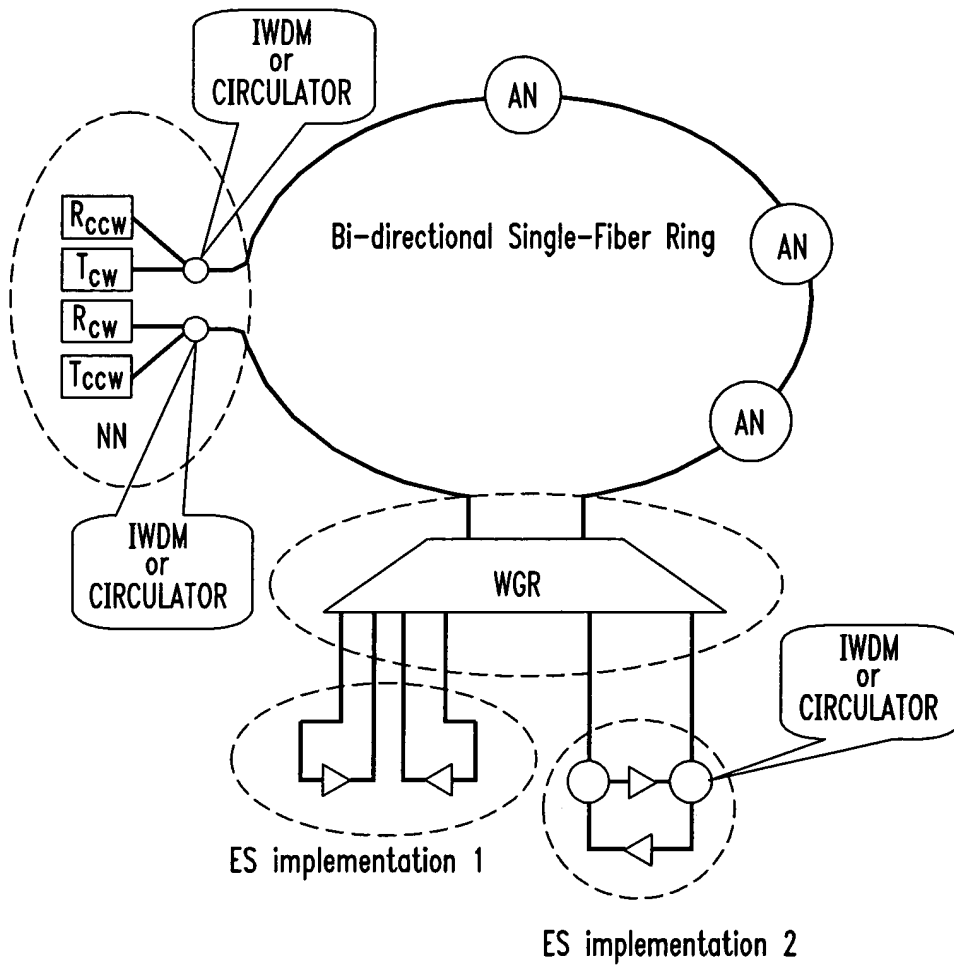 IWDM
or
CIRCULATOR
AN
R_CCW
T_CW
R_CW
T_CCW
NN
Bi-directional Single-Fiber Ring
AN
AN
IWDM
or
CIRCULATOR
WGR
IWDM
or
CIRCULATOR
ES implementation 1
ES implementation 2